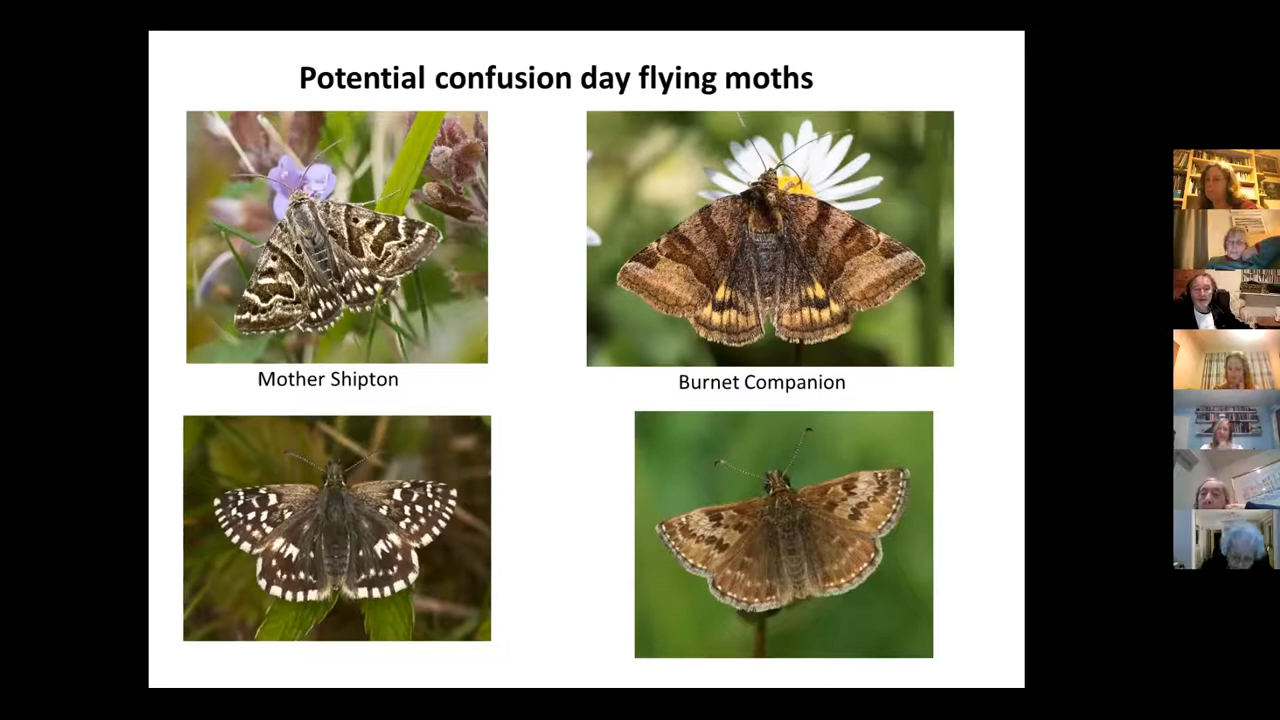 Potential confusion day flying moths
Mother Shipton
Burnet Companion